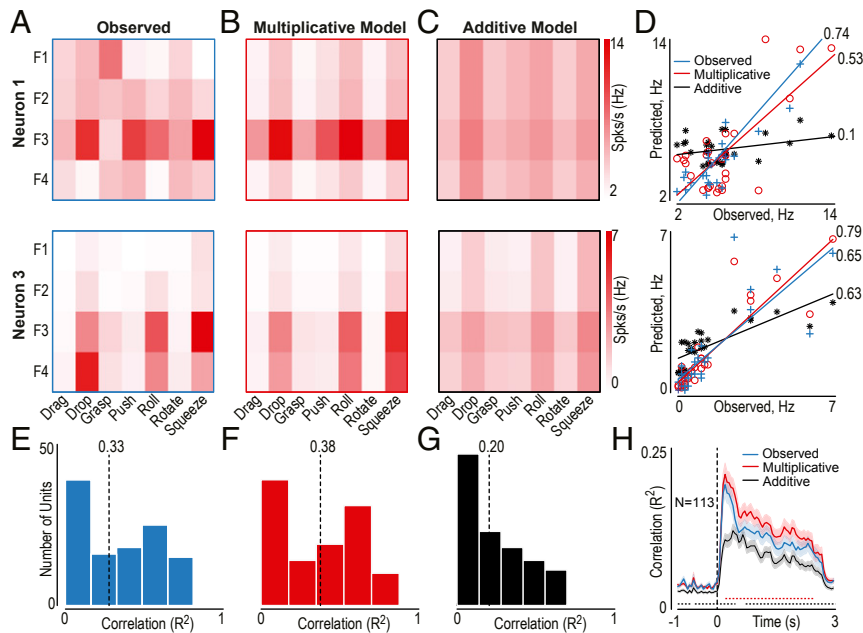 A Observed B Multiplicative Model C Additive Model D
Neuron 1
F1
F2
F3
F4
14
Spks/s (Hz)
2
14
Predicted, Hz
2
Observed
Multiplicative
Additive
0.74
0.53
0.1
2 Observed, Hz 14
Neuron 3
F1
F2
F3
F4
Drag Drop Grasp Push Roll Rotate Squeeze
Drag Drop Grasp Push Roll Rotate Squeeze
Drag Drop Grasp Push Roll Rotate Squeeze
7
Spks/s (Hz)
0
7
Predicted, Hz
0
0.79
0.65
0.63
0 Observed, Hz 7
E F G H
50
Number of Units
0
0.33
0 Correlation (R²) 1
0.38
0 Correlation (R²) 1
0.20
0 Correlation (R²) 1
0.25
Correlation (R²)
0
N=113
Observed
Multiplicative
Additive
-1 0 Time (s) 3